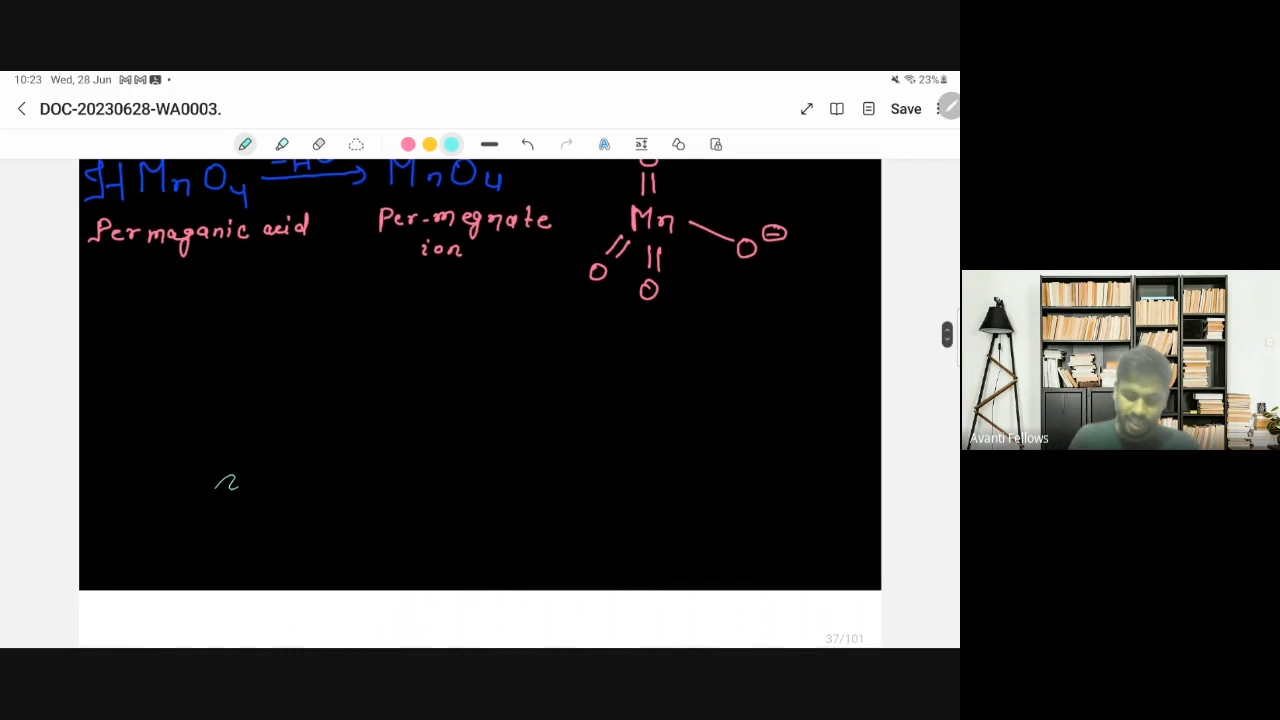 10:23 Wed, 28 Jun
23%
DOC-20230628-WA0003.
Save
HMnO4 → MnO4
Permaganic acid
Per-megnate
ion
Mn
O ⊖
O
O
37/101
Avanti Fellows